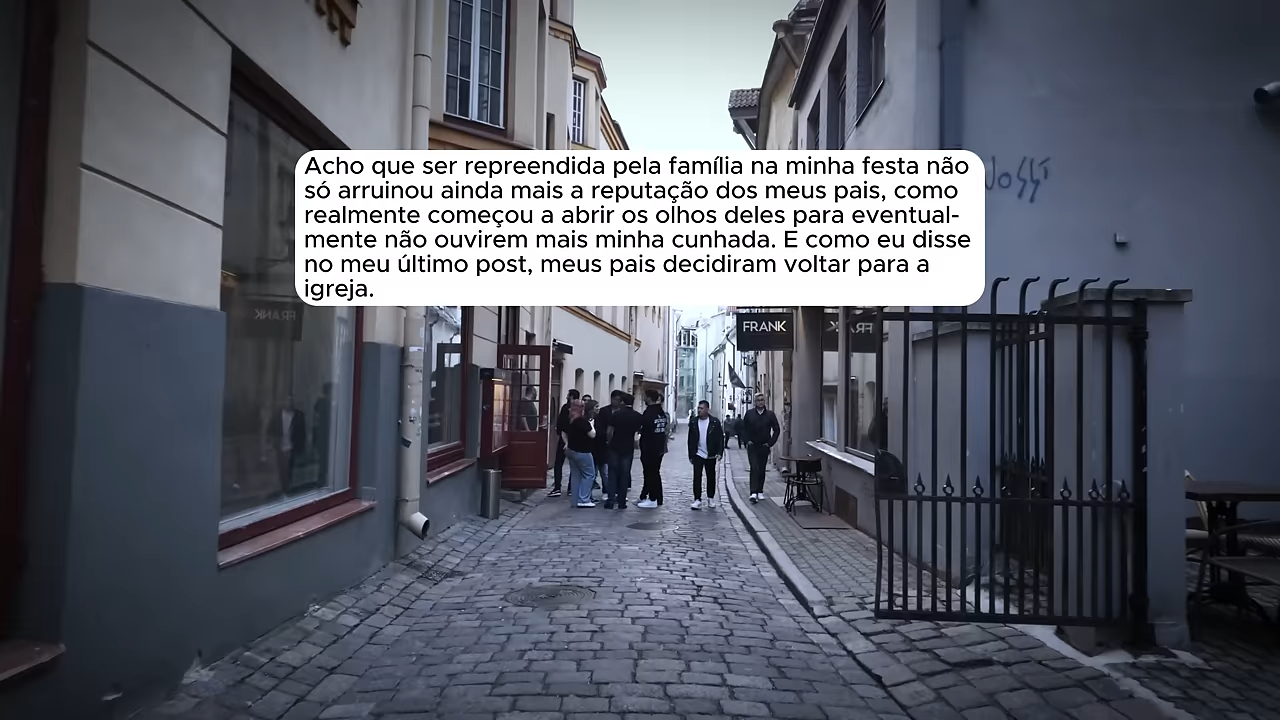 Acho que ser repreendida pela família na minha festa não
só arruinou ainda mais a reputação dos meus pais, como
realmente começou a abrir os olhos deles para eventual-
mente não ouvirem mais minha cunhada. E como eu disse
no meu último post, meus pais decidiram voltar para a
igreja.
FRANK